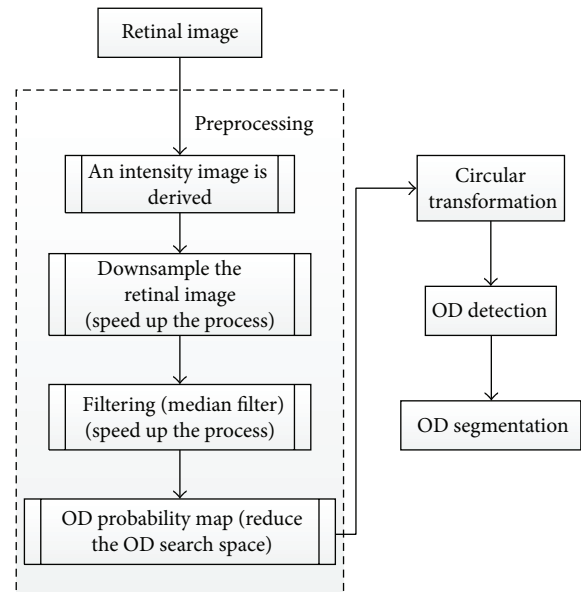 Retinal image
Preprocessing
An intensity image is
derived
Downsample the
retinal image
(speed up the process)
Filtering (median filter)
(speed up the process)
OD probability map (reduce
the OD search space)
Circular
transformation
OD detection
OD segmentation